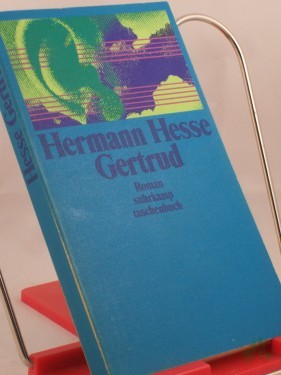 Hermann Hesse
Gertrud
Roman
suhrkamp
taschenbuch
Hesse Gertrud